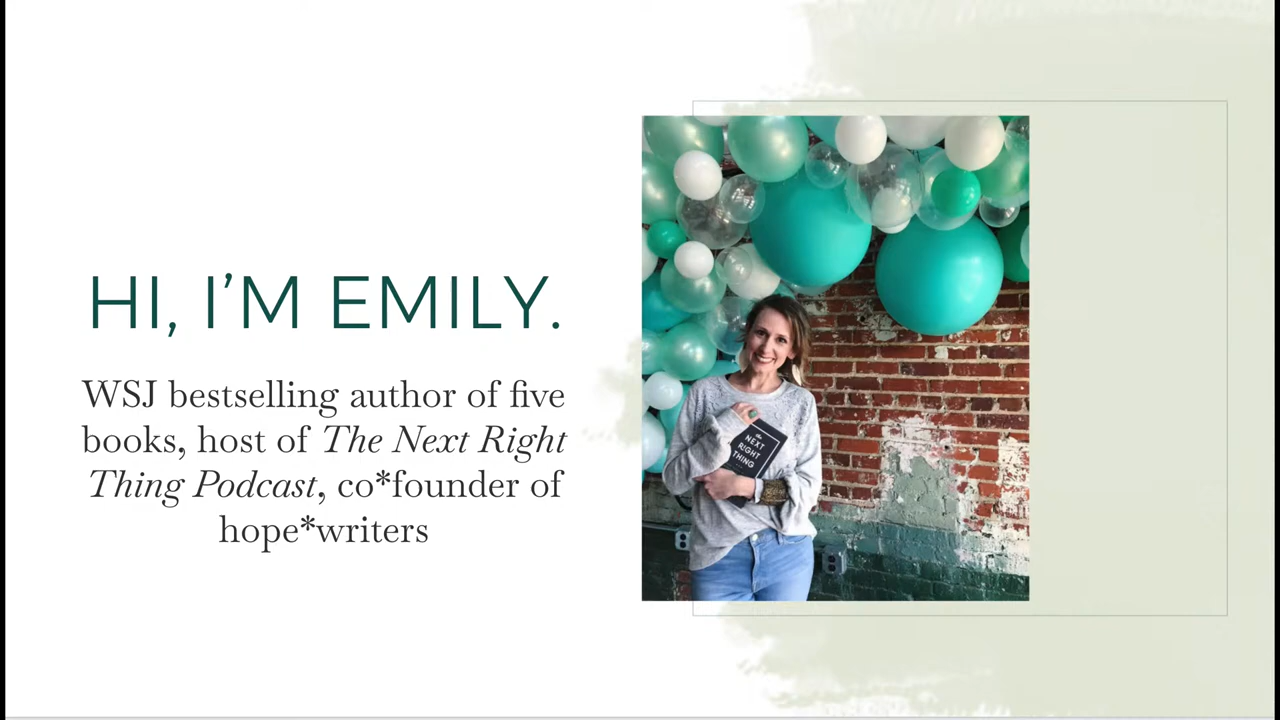 HI, I’M EMILY.
WSJ bestselling author of five
books, host of The Next Right
Thing Podcast, co*founder of
hope*writers
the
NEXT
RIGHT
THING